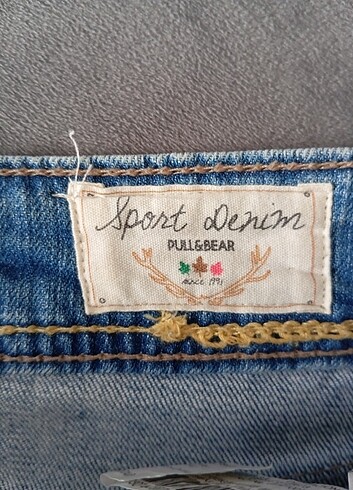 Sport Denim
PULL&BEAR
since 1991